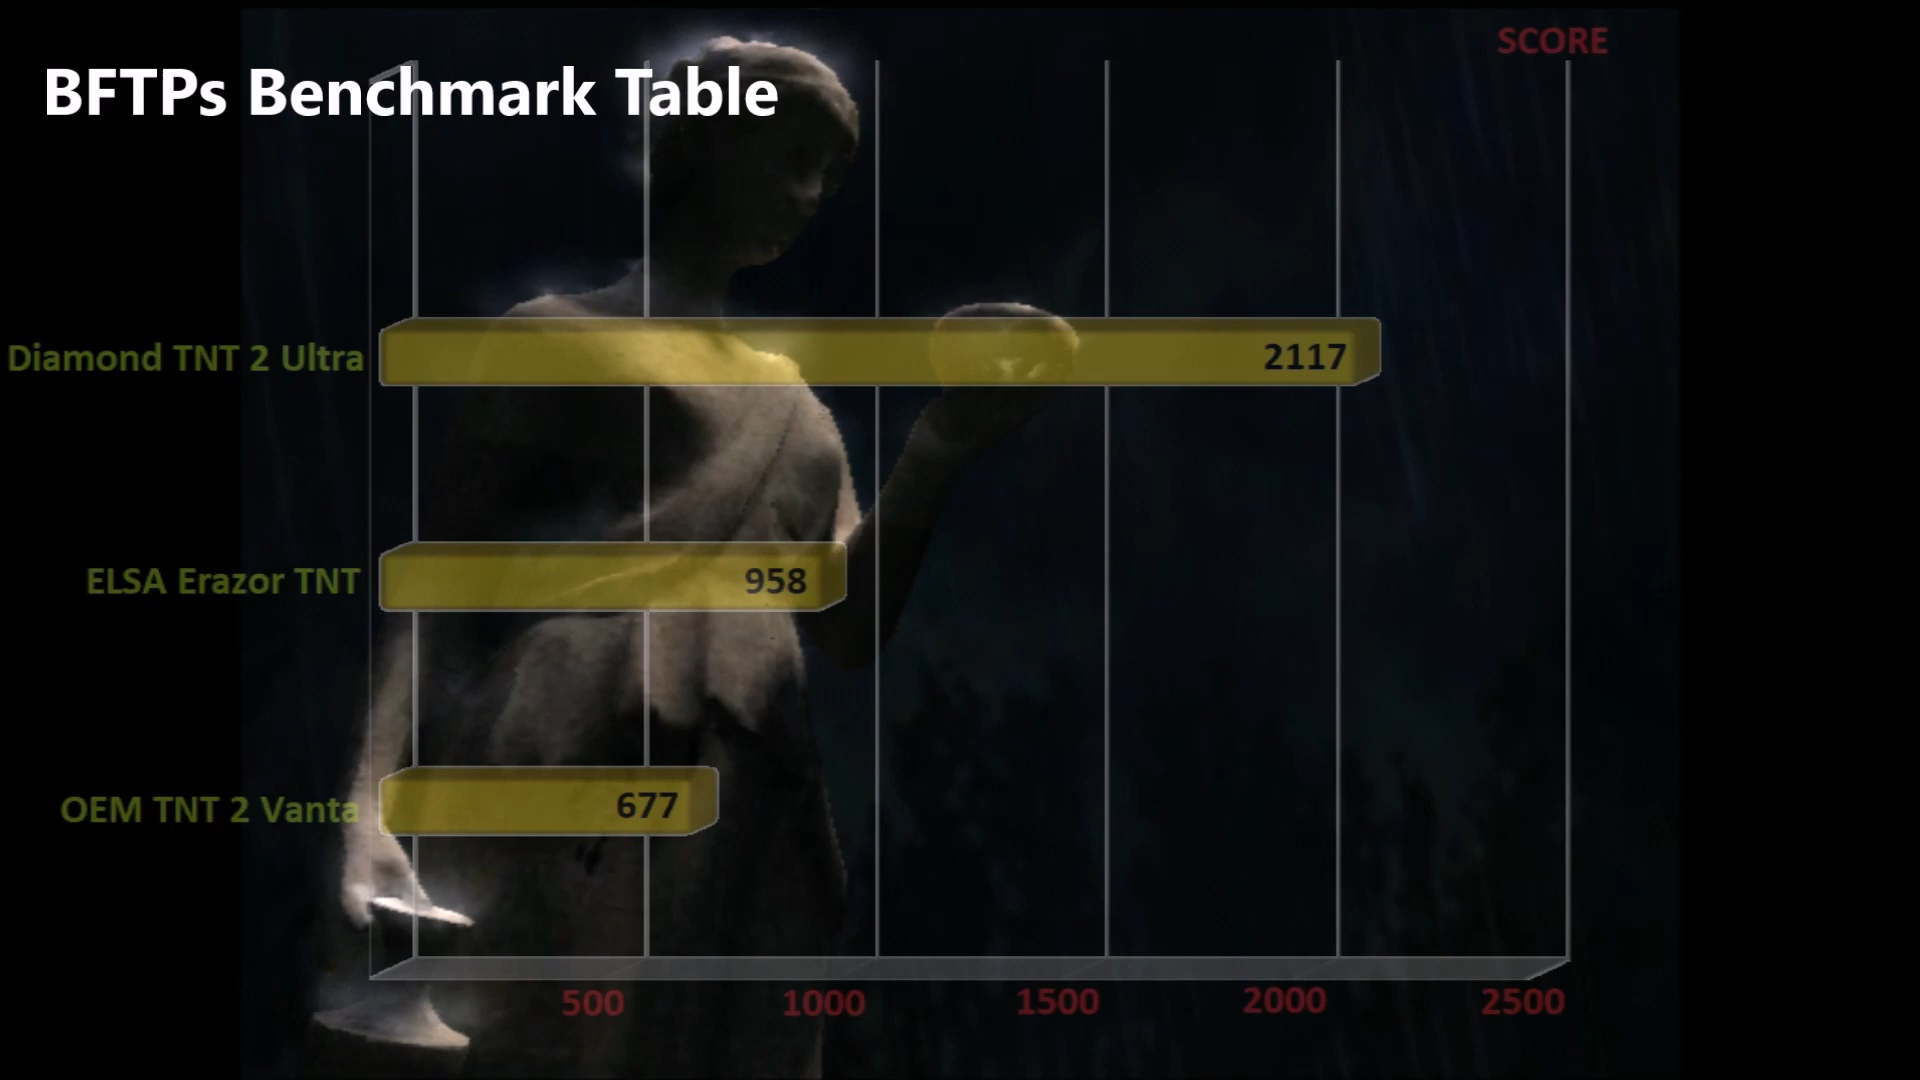 SCORE
BFTPs Benchmark Table
Diamond TNT 2 Ultra
2117
ELSA Erazor TNT
958
OEM TNT 2 Vanta
677
500 1000 1500 2000 2500